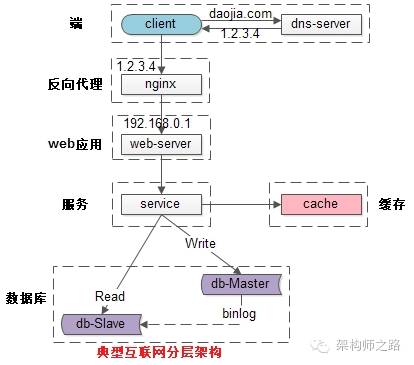 daojia.com
端
client
dns-server
1.2.3.4
1.2.3.4
反向代理
nginx
192.168.0.1
web应用
web-server
服务
service
cache
缓存
Write
数据库
db-Master
Read
binlog
db-Slave
典型互联网分层架构
架构师之路